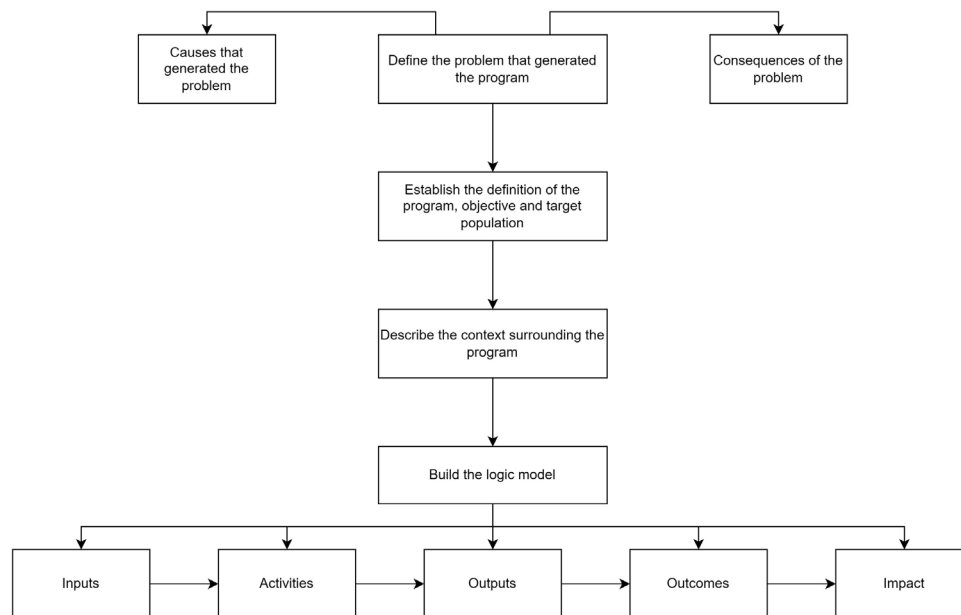 Causes that
generated the
problem
Define the problem that generated
the program
Consequences of the
problem
Establish the definition of the
program, objective and target
population
Describe the context surrounding the
program
Build the logic model
Inputs
Activities
Outputs
Outcomes
Impact